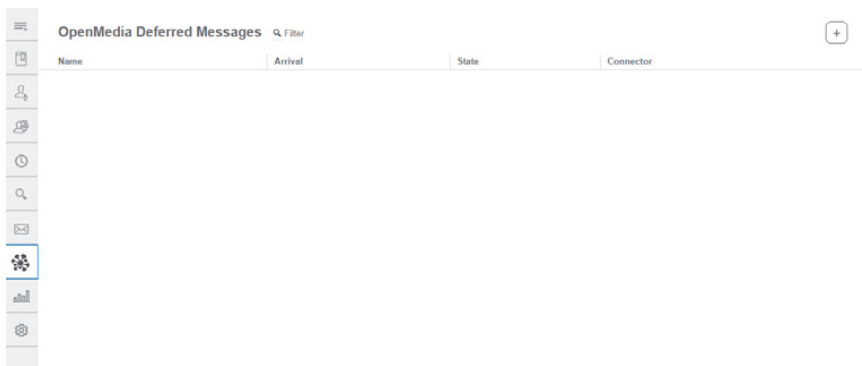 OpenMedia Deferred Messages Filter
Name Arrival State Connector